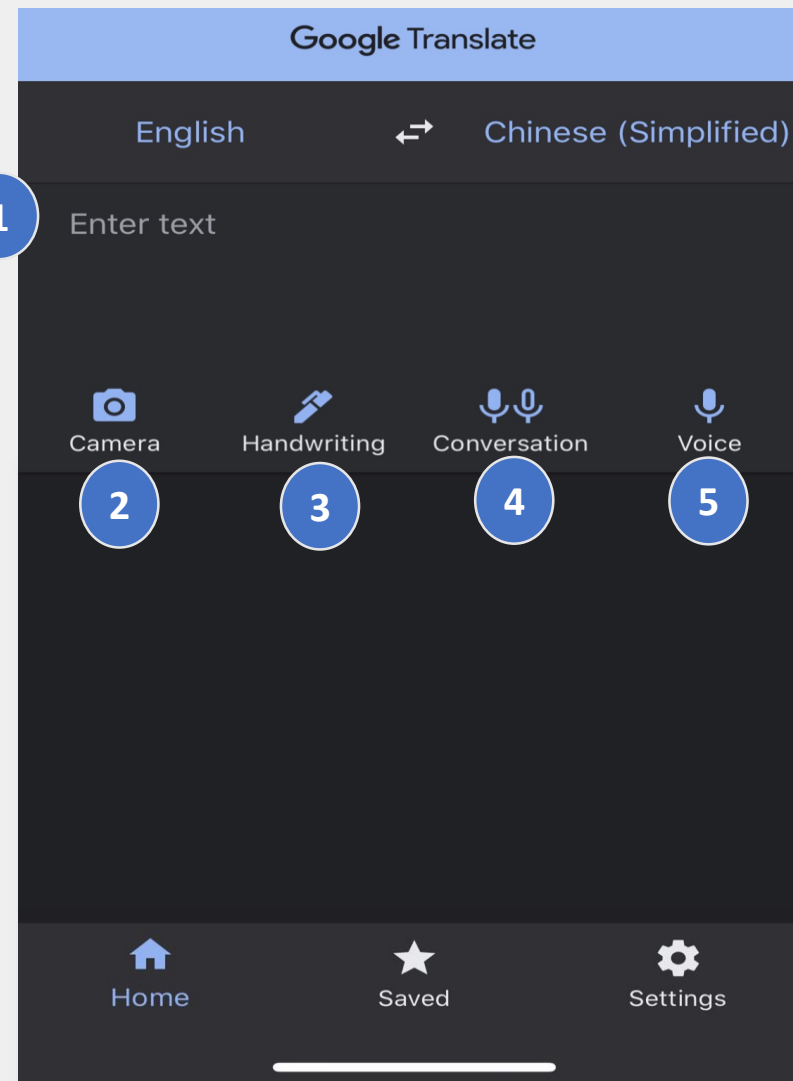 Google Translate
English Chinese (Simplified)
1 Enter text
Camera Handwriting Conversation Voice
2 3 4 5
Home Saved Settings